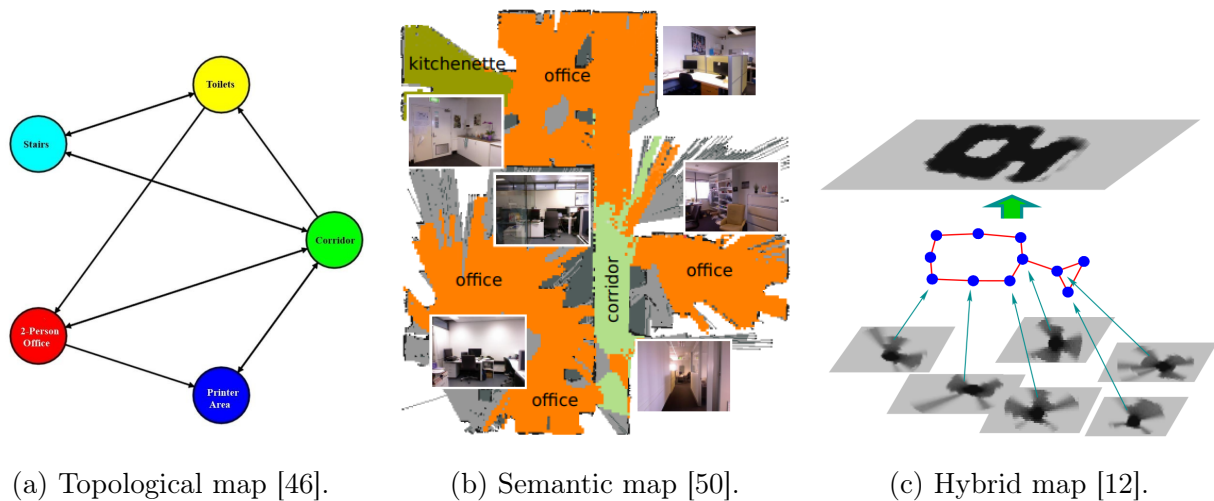 Toilets
Stairs
Corridor
2-Person
Office
Printer
Area
kitchenette
office
office
corridor
office
office
(a) Topological map [46].
(b) Semantic map [50].
(c) Hybrid map [12].